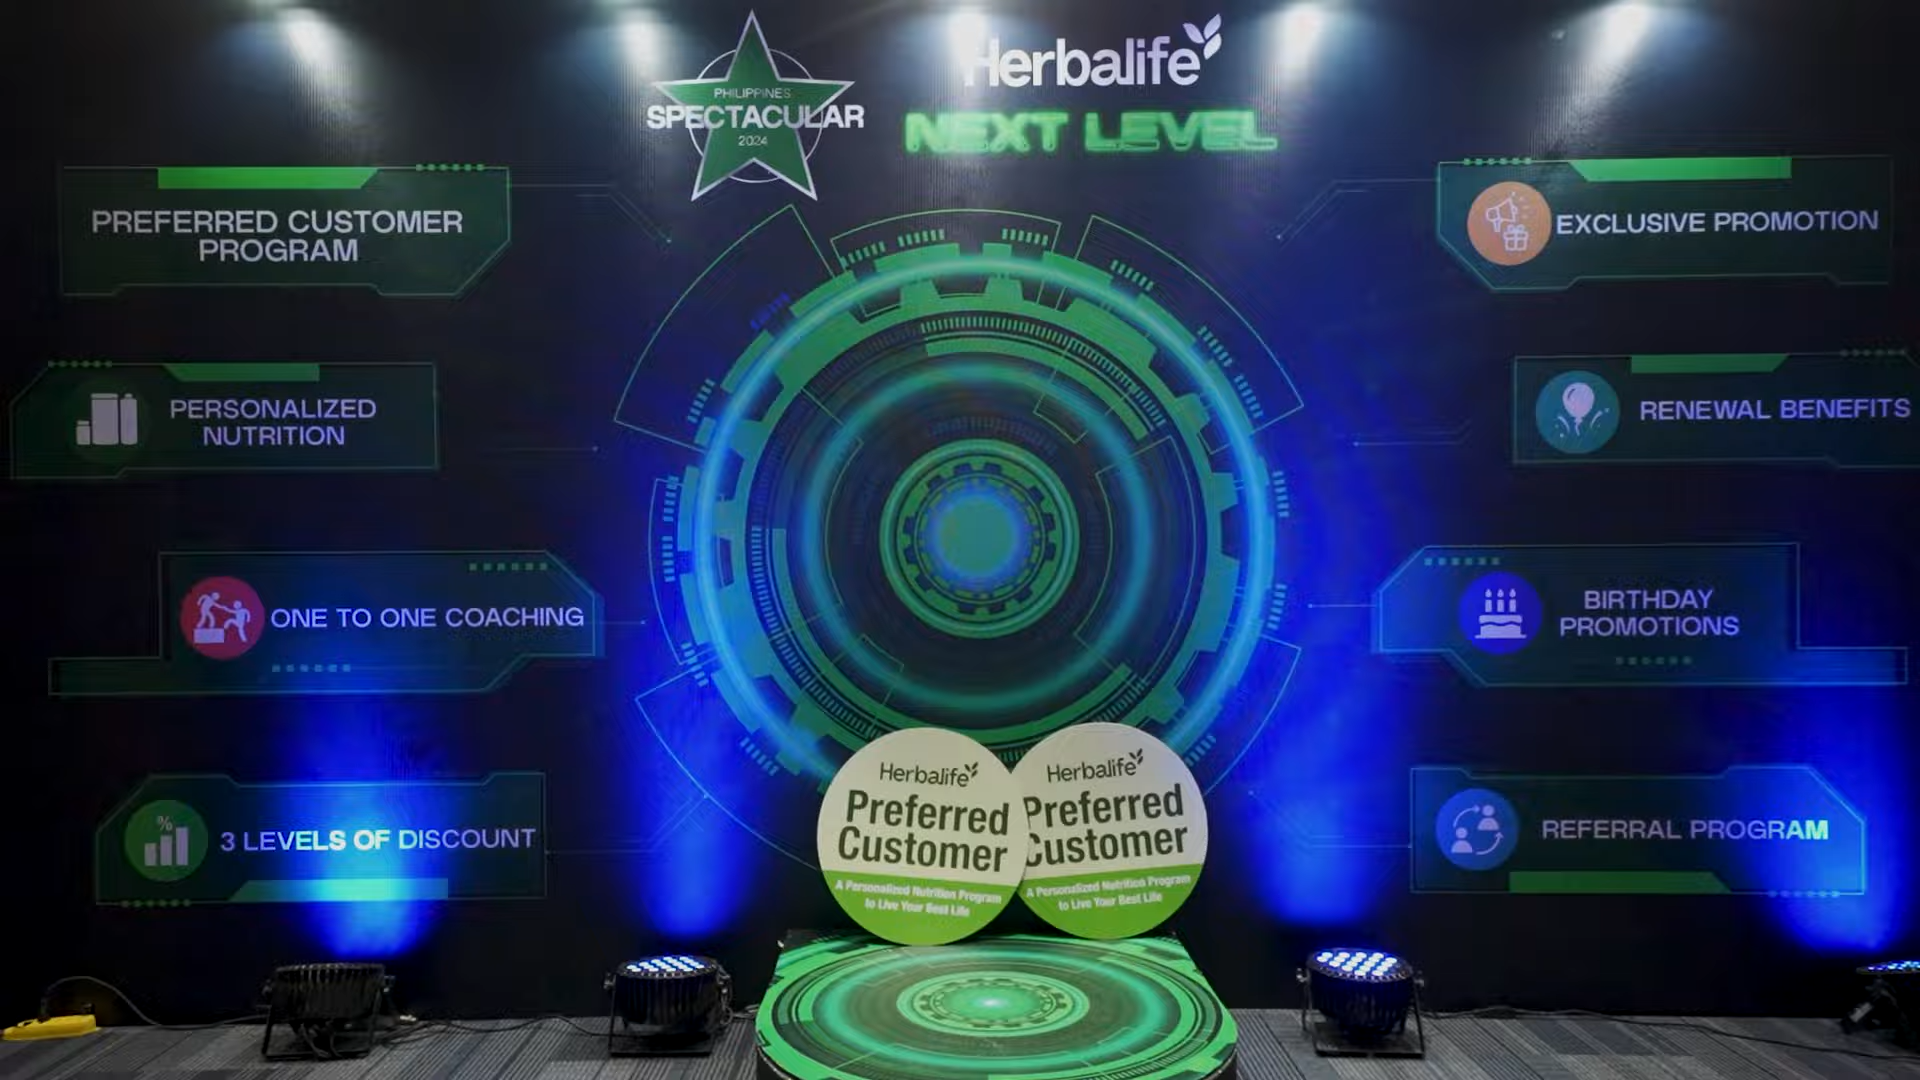 PHILIPPINES
SPECTACULAR
2024
Herbalife
NEXT LEVEL
PREFERRED CUSTOMER
PROGRAM
PERSONALIZED
NUTRITION
ONE TO ONE COACHING
%
3 LEVELS OF DISCOUNT
EXCLUSIVE PROMOTION
RENEWAL BENEFITS
BIRTHDAY
PROMOTIONS
REFERRAL PROGRAM
Herbalife
Preferred
Customer
A Personalized Nutrition Program
to Live Your Best Life
Herbalife
Preferred
Customer
A Personalized Nutrition Program
to Live Your Best Life